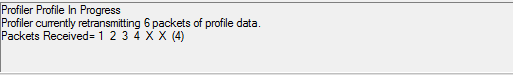 Profiler Profile In Progress
Profiler currently retransmitting 6 packets of profile data.
Packets Received= 1 2 3 4 X X (4)